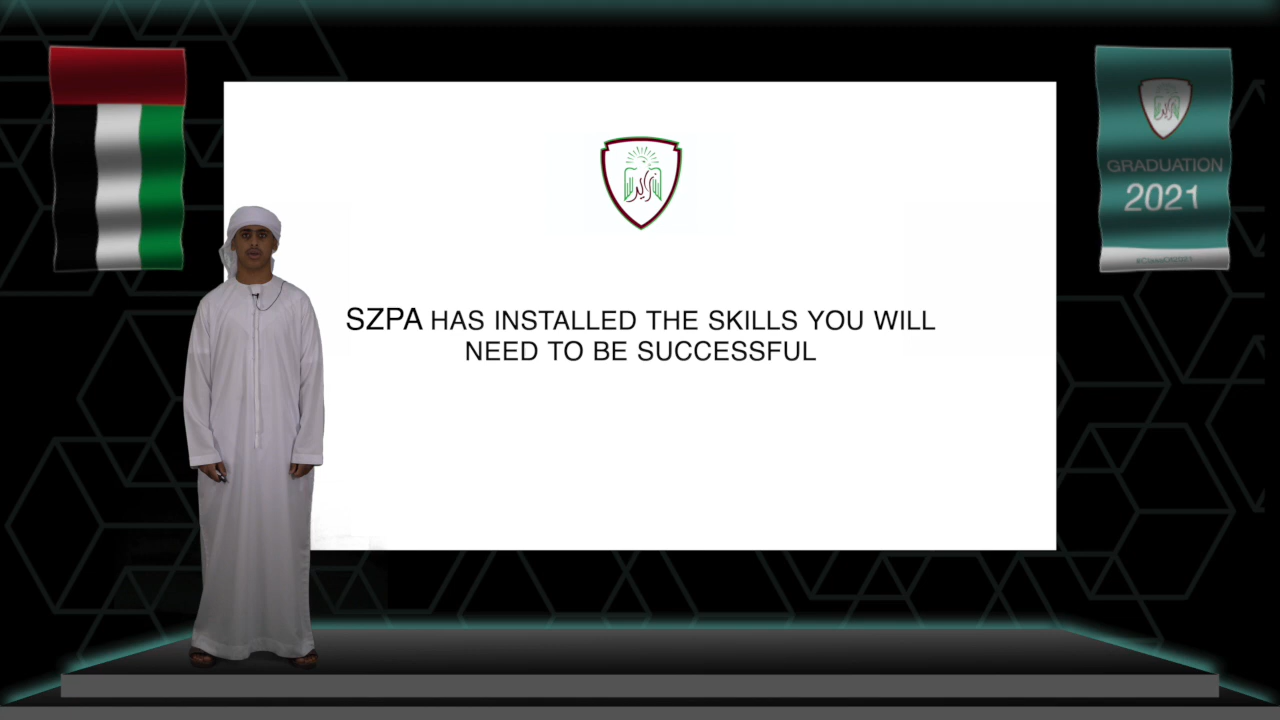 SZPA HAS INSTALLED THE SKILLS YOU WILL
NEED TO BE SUCCESSFUL
GRADUATION
2021